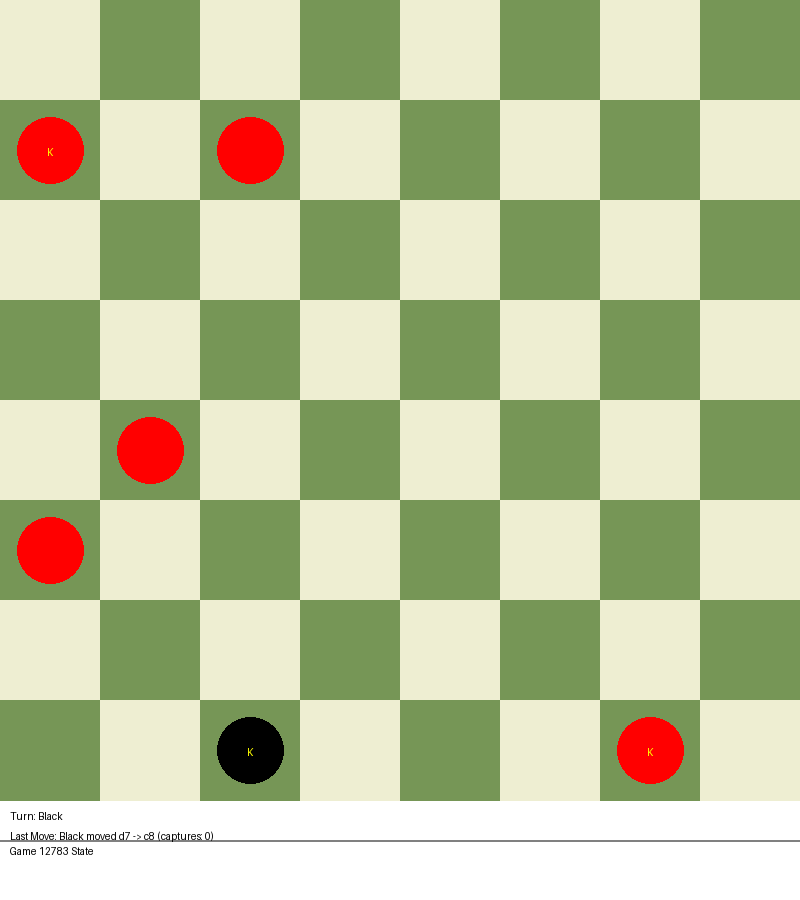 K
K
K
Turn: Black
Last Move: Black moved d7 -> c8 (captures: 0)
Game 12783 State